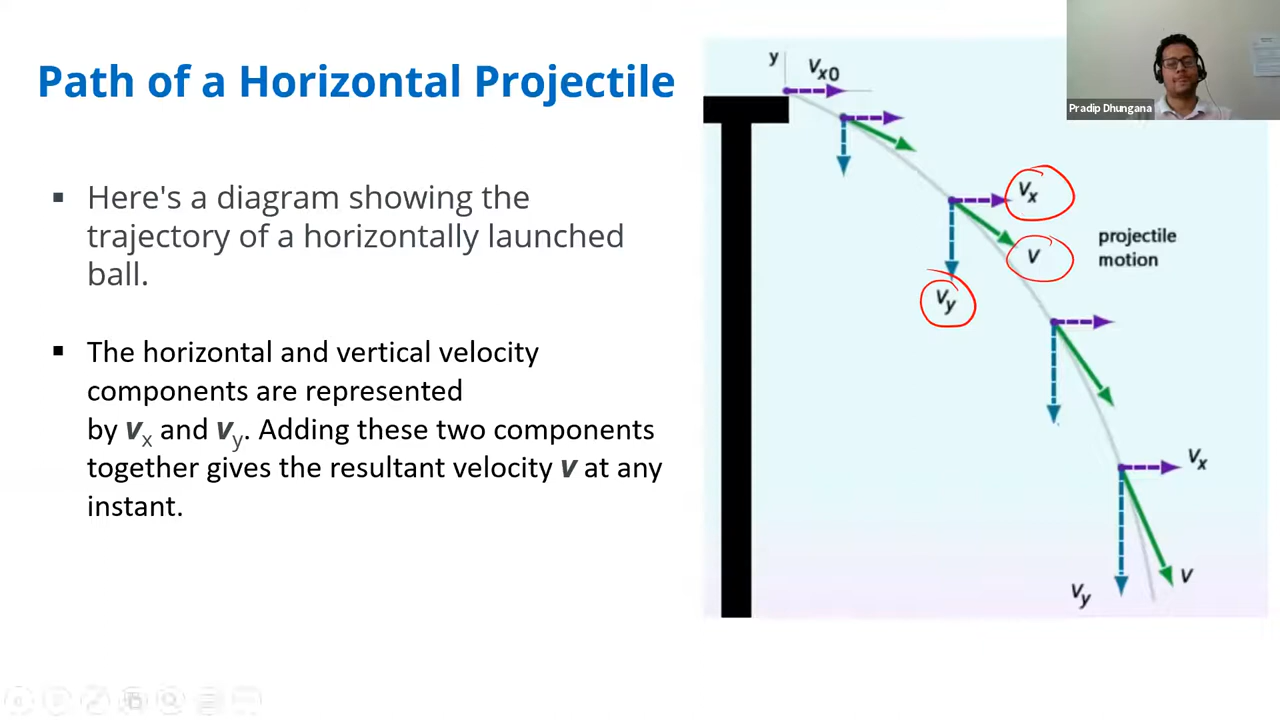 Path of a Horizontal Projectile
▪ Here's a diagram showing the
trajectory of a horizontally launched
ball.
▪ The horizontal and vertical velocity
components are represented
by vx and vy. Adding these two components
together gives the resultant velocity v at any
instant.
y
Vx0
Vx
V
Vy
projectile
motion
Vx
V
Vy
Pradip Dhungana